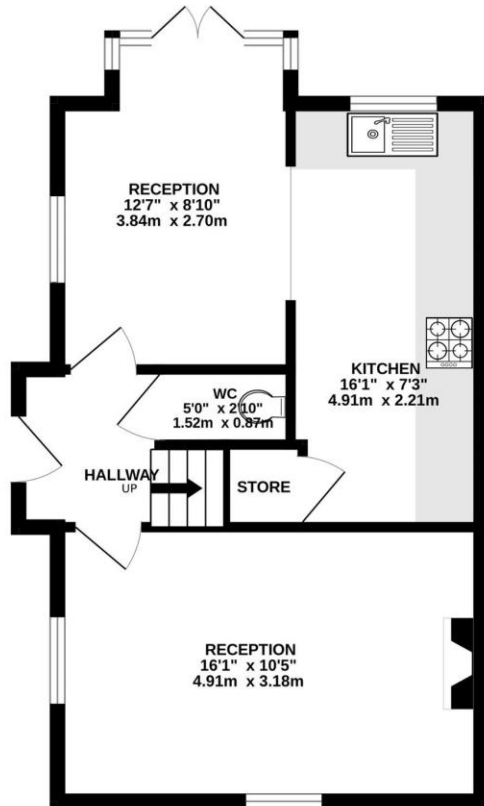 RECEPTION
12'7" x 8'10"
3.84m x 2.70m
KITCHEN
16'1" x 7'3"
4.91m x 2.21m
WC
5'0" x 2'10"
1.52m x 0.87m
HALLWAY
UP
STORE
RECEPTION
16'1" x 10'5"
4.91m x 3.18m